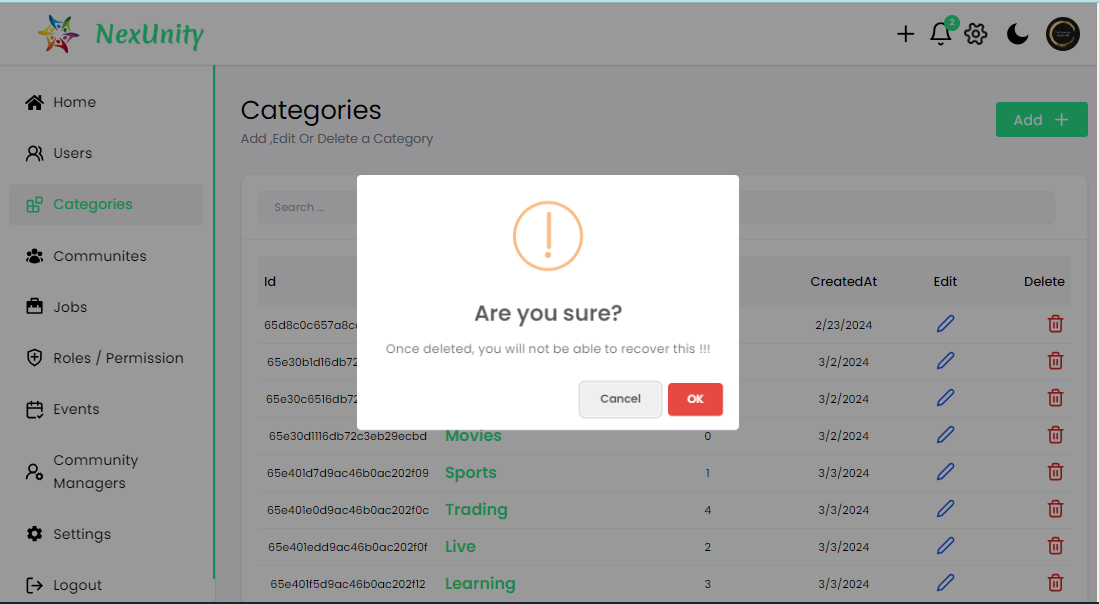 NexUnity
2
Home
Users
Categories
Communites
Jobs
Roles / Permission
Events
Community
Managers
Settings
Logout
Categories
Add ,Edit Or Delete a Category
Add +
Search ...
Id CreatedAt Edit Delete
65d8c0c657a8c 2/23/2024
65e30b1d16db72 3/2/2024
65e30c6516db72 3/2/2024
65e30d1116db72c3eb29ecbd Movies 0 3/2/2024
65e401d7d9ac46b0ac202f09 Sports 1 3/3/2024
65e401e0d9ac46b0ac202f0c Trading 4 3/3/2024
65e401edd9ac46b0ac202f0f Live 2 3/3/2024
65e401f5d9ac46b0ac202f12 Learning 3 3/3/2024
!
Are you sure?
Once deleted, you will not be able to recover this !!!
Cancel OK